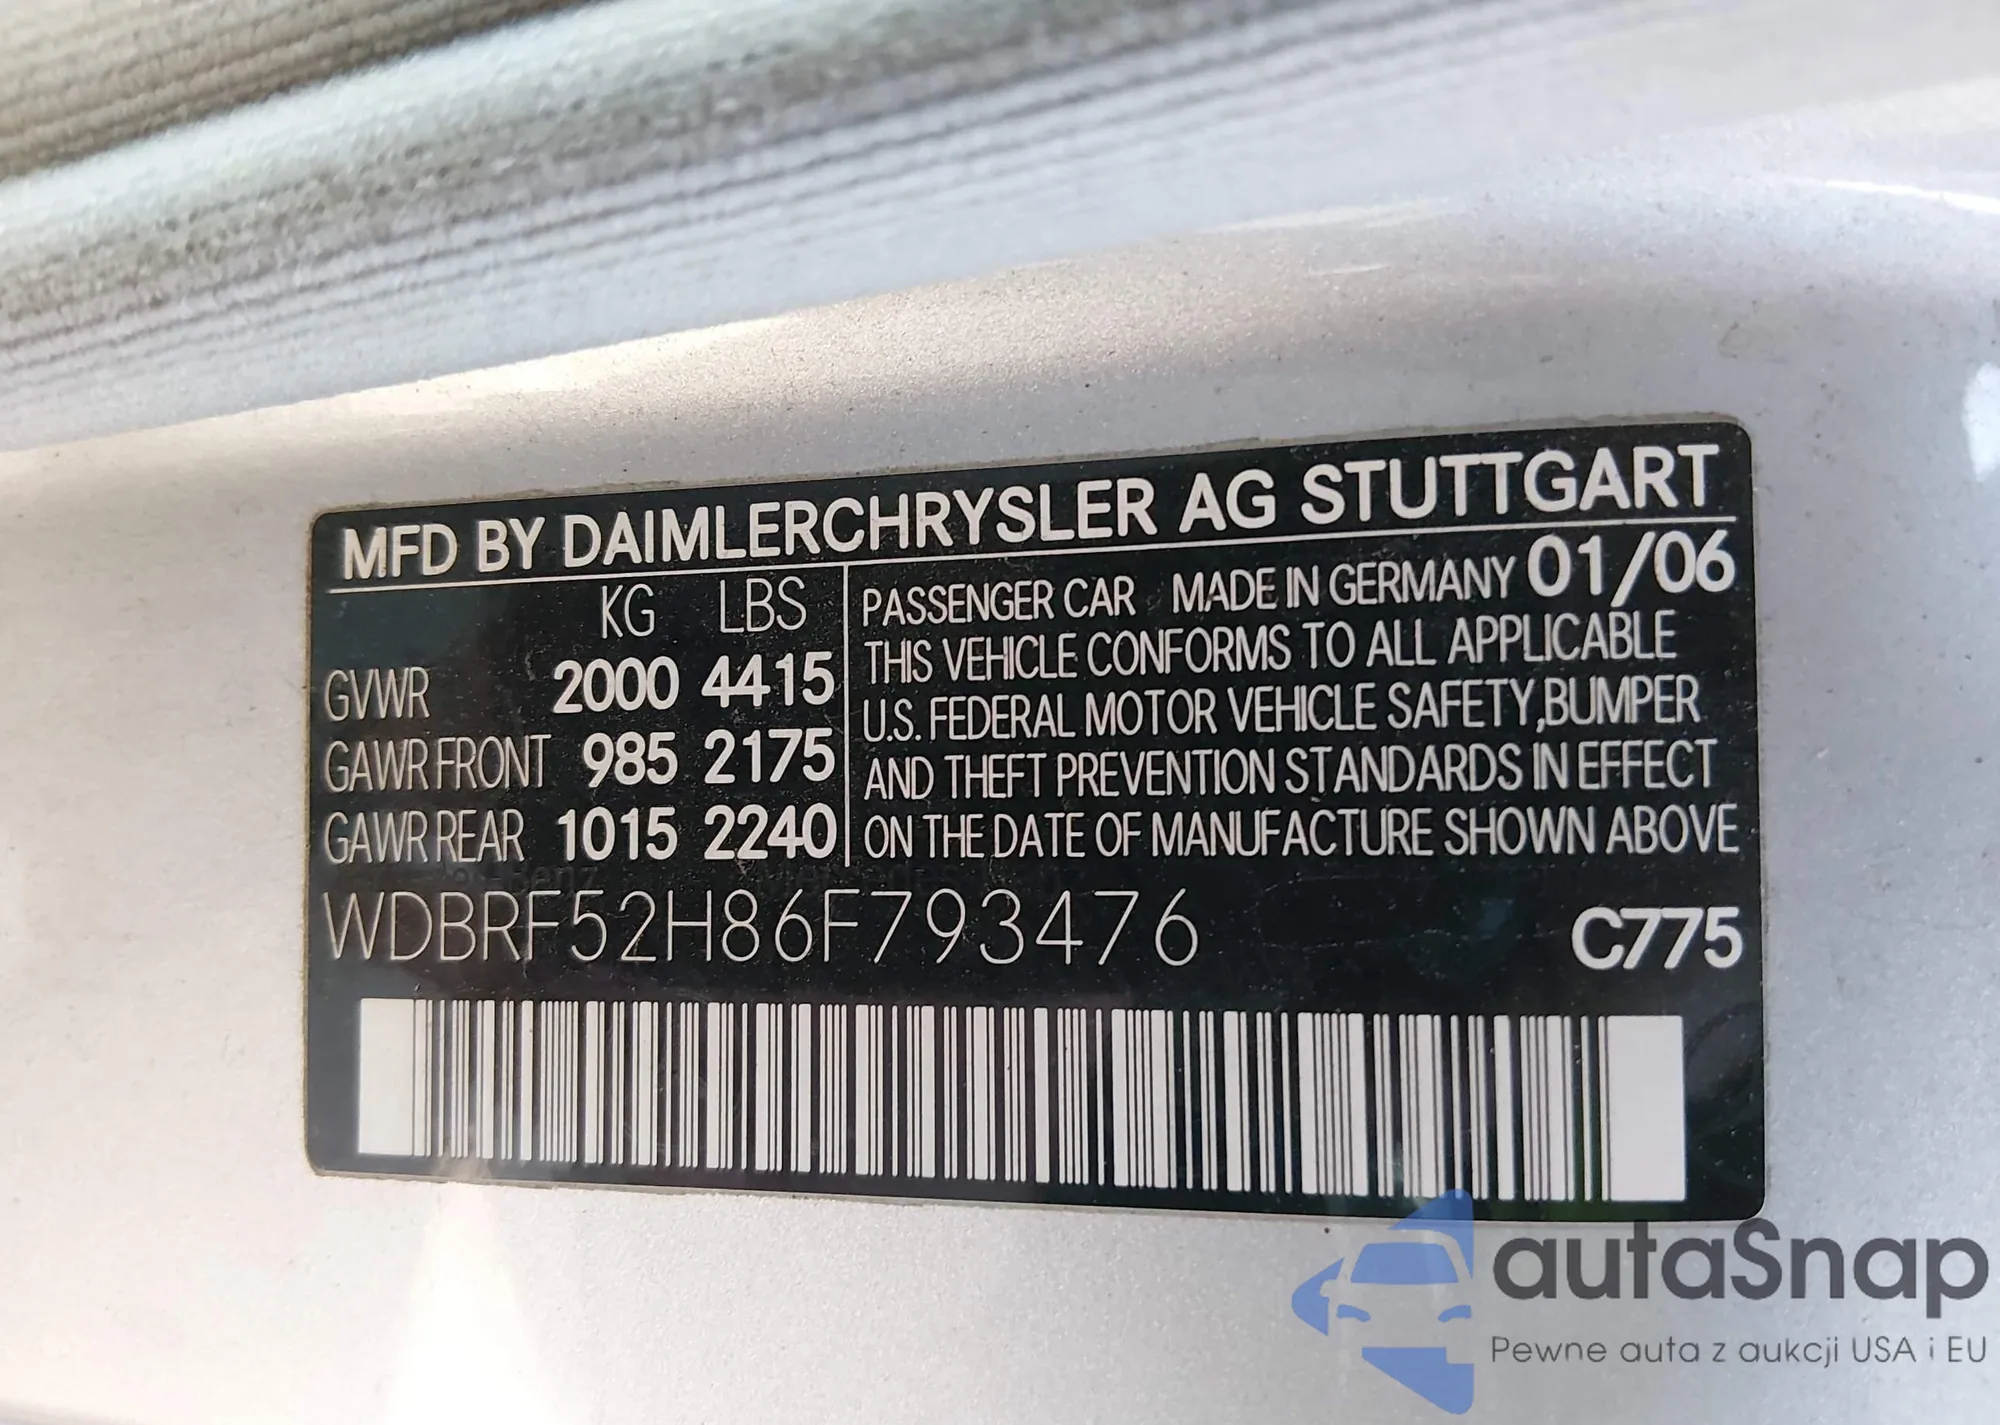 MFD BY DAIMLERCHRYSLER AG STUTTGART
KG LBS
GVWR 2000 4415
GAWR FRONT 985 2175
GAWR REAR 1015 2240
PASSENGER CAR MADE IN GERMANY 01/06
THIS VEHICLE CONFORMS TO ALL APPLICABLE
U.S. FEDERAL MOTOR VEHICLE SAFETY,BUMPER
AND THEFT PREVENTION STANDARDS IN EFFECT
ON THE DATE OF MANUFACTURE SHOWN ABOVE
WDBRF52H86F793476 C775
autaSnap
Pewne auta z aukcji USA i EU